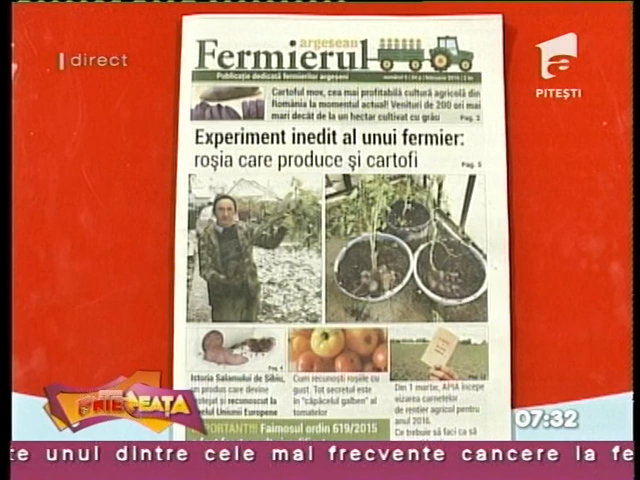 direct
PITEȘTI
argeșean
Fermierul
Publicație dedicată fermierilor argeșeni
Cartoful mov, cea mai profitabilă cultură agricolă din
România la momentul actual! Venituri de 200 ori mai
mari decât de la un hectar cultivat cu grâu
Pag. 3
Experiment inedit al unui fermier:
roșia care produce și cartofi
Pag. 5
Istoria Salamului de Sibiu,
un produs care devine
protejat și recunoscut la
nivelul Uniunii Europene
Cum recunoști roșiile cu
gust. Tot secretul este
în "căpăcelul galben" al
tomatelor
Din 1 martie, APIA începe
vizarea carnetelor
de rentier agricol pentru
anul 2016.
Ce trebuie să faci ca să
IMPORTANT!!! Faimosul ordin 619/2015
07:32
te unul dintre cele mai frecvente cancere la fe